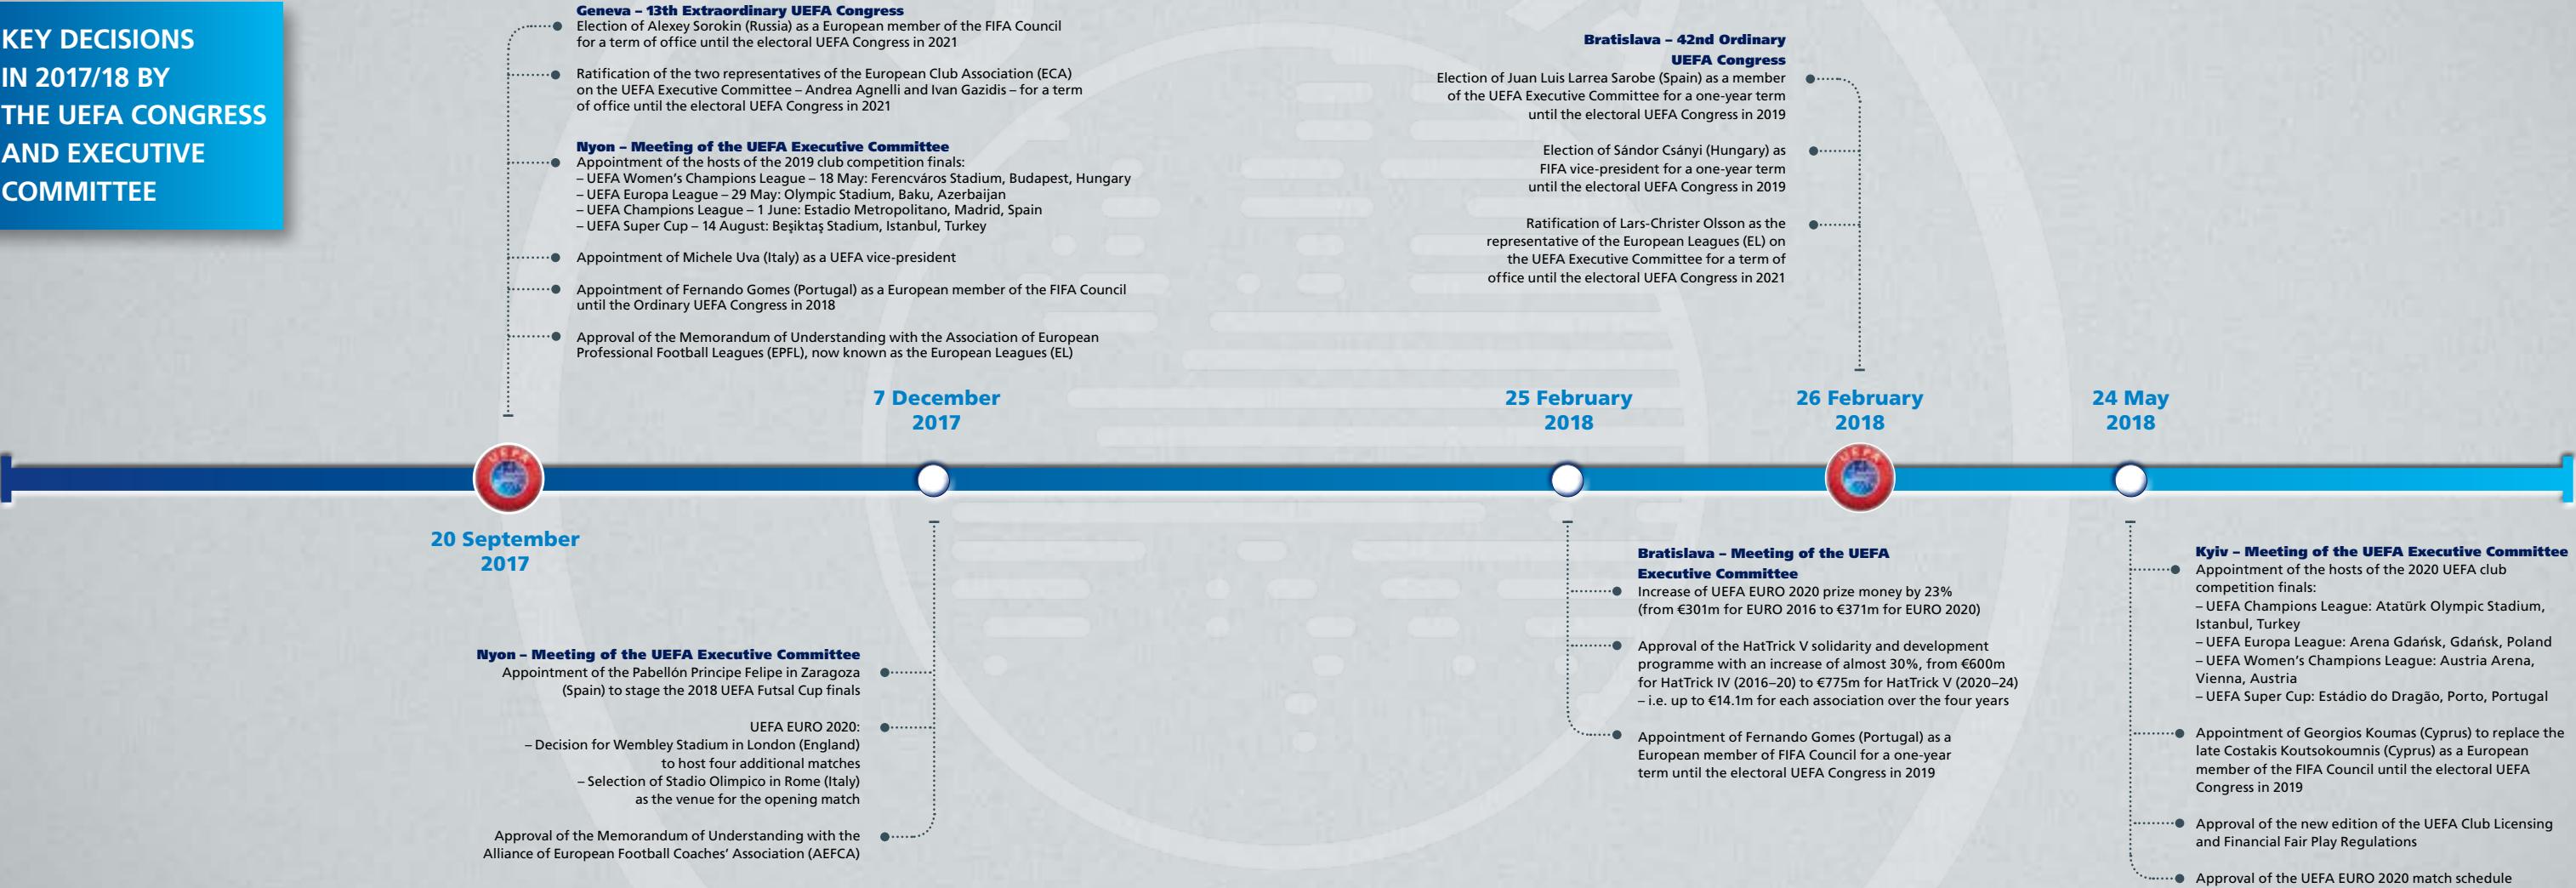 KEY DECISIONS
IN 2017/18 BY
THE UEFA CONGRESS
AND EXECUTIVE
COMMITTEE
Geneva – 13th Extraordinary UEFA Congress
Election of Alexey Sorokin (Russia) as a European member of the FIFA Council
for a term of office until the electoral UEFA Congress in 2021
Ratification of the two representatives of the European Club Association (ECA)
on the UEFA Executive Committee – Andrea Agnelli and Ivan Gazidis – for a term
of office until the electoral UEFA Congress in 2021
Nyon – Meeting of the UEFA Executive Committee
Appointment of the hosts of the 2019 club competition finals:
– UEFA Women's Champions League – 18 May: Ferencváros Stadium, Budapest, Hungary
– UEFA Europa League – 29 May: Olympic Stadium, Baku, Azerbaijan
– UEFA Champions League – 1 June: Estadio Metropolitano, Madrid, Spain
– UEFA Super Cup – 14 August: Beşiktaş Stadium, Istanbul, Turkey
Appointment of Michele Uva (Italy) as a UEFA vice-president
Appointment of Fernando Gomes (Portugal) as a European member of the FIFA Council
until the Ordinary UEFA Congress in 2018
Approval of the Memorandum of Understanding with the Association of European
Professional Football Leagues (EPFL), now known as the European Leagues (EL)
Bratislava – 42nd Ordinary
UEFA Congress
Election of Juan Luis Larrea Sarobe (Spain) as a member
of the UEFA Executive Committee for a one-year term
until the electoral UEFA Congress in 2019
Election of Sándor Csányi (Hungary) as
FIFA vice-president for a one-year term
until the electoral UEFA Congress in 2019
Ratification of Lars-Christer Olsson as the
representative of the European Leagues (EL) on
the UEFA Executive Committee for a term of
office until the electoral UEFA Congress in 2021
7 December
2017
25 February
2018
26 February
2018
24 May
2018
UEFA
UEFA
20 September
2017
Nyon – Meeting of the UEFA Executive Committee
Appointment of the Pabellón Principe Felipe in Zaragoza
(Spain) to stage the 2018 UEFA Futsal Cup finals
UEFA EURO 2020:
– Decision for Wembley Stadium in London (England)
to host four additional matches
– Selection of Stadio Olimpico in Rome (Italy)
as the venue for the opening match
Approval of the Memorandum of Understanding with the
Alliance of European Football Coaches' Association (AEFCA)
Bratislava – Meeting of the UEFA
Executive Committee
Increase of UEFA EURO 2020 prize money by 23%
(from €301m for EURO 2016 to €371m for EURO 2020)
Approval of the HatTrick V solidarity and development
programme with an increase of almost 30%, from €600m
for HatTrick IV (2016–20) to €775m for HatTrick V (2020–24)
– i.e. up to €14.1m for each association over the four years
Appointment of Fernando Gomes (Portugal) as a
European member of FIFA Council for a one-year
term until the electoral UEFA Congress in 2019
Kyiv – Meeting of the UEFA Executive Committee
Appointment of the hosts of the 2020 UEFA club
competition finals:
– UEFA Champions League: Atatürk Olympic Stadium,
Istanbul, Turkey
– UEFA Europa League: Arena Gdańsk, Gdańsk, Poland
– UEFA Women's Champions League: Austria Arena,
Vienna, Austria
– UEFA Super Cup: Estádio do Dragão, Porto, Portugal
Appointment of Georgios Koumas (Cyprus) to replace the
late Costakis Koutsokoumnis (Cyprus) as a European
member of the FIFA Council until the electoral UEFA
Congress in 2019
Approval of the new edition of the UEFA Club Licensing
and Financial Fair Play Regulations
Approval of the UEFA EURO 2020 match schedule